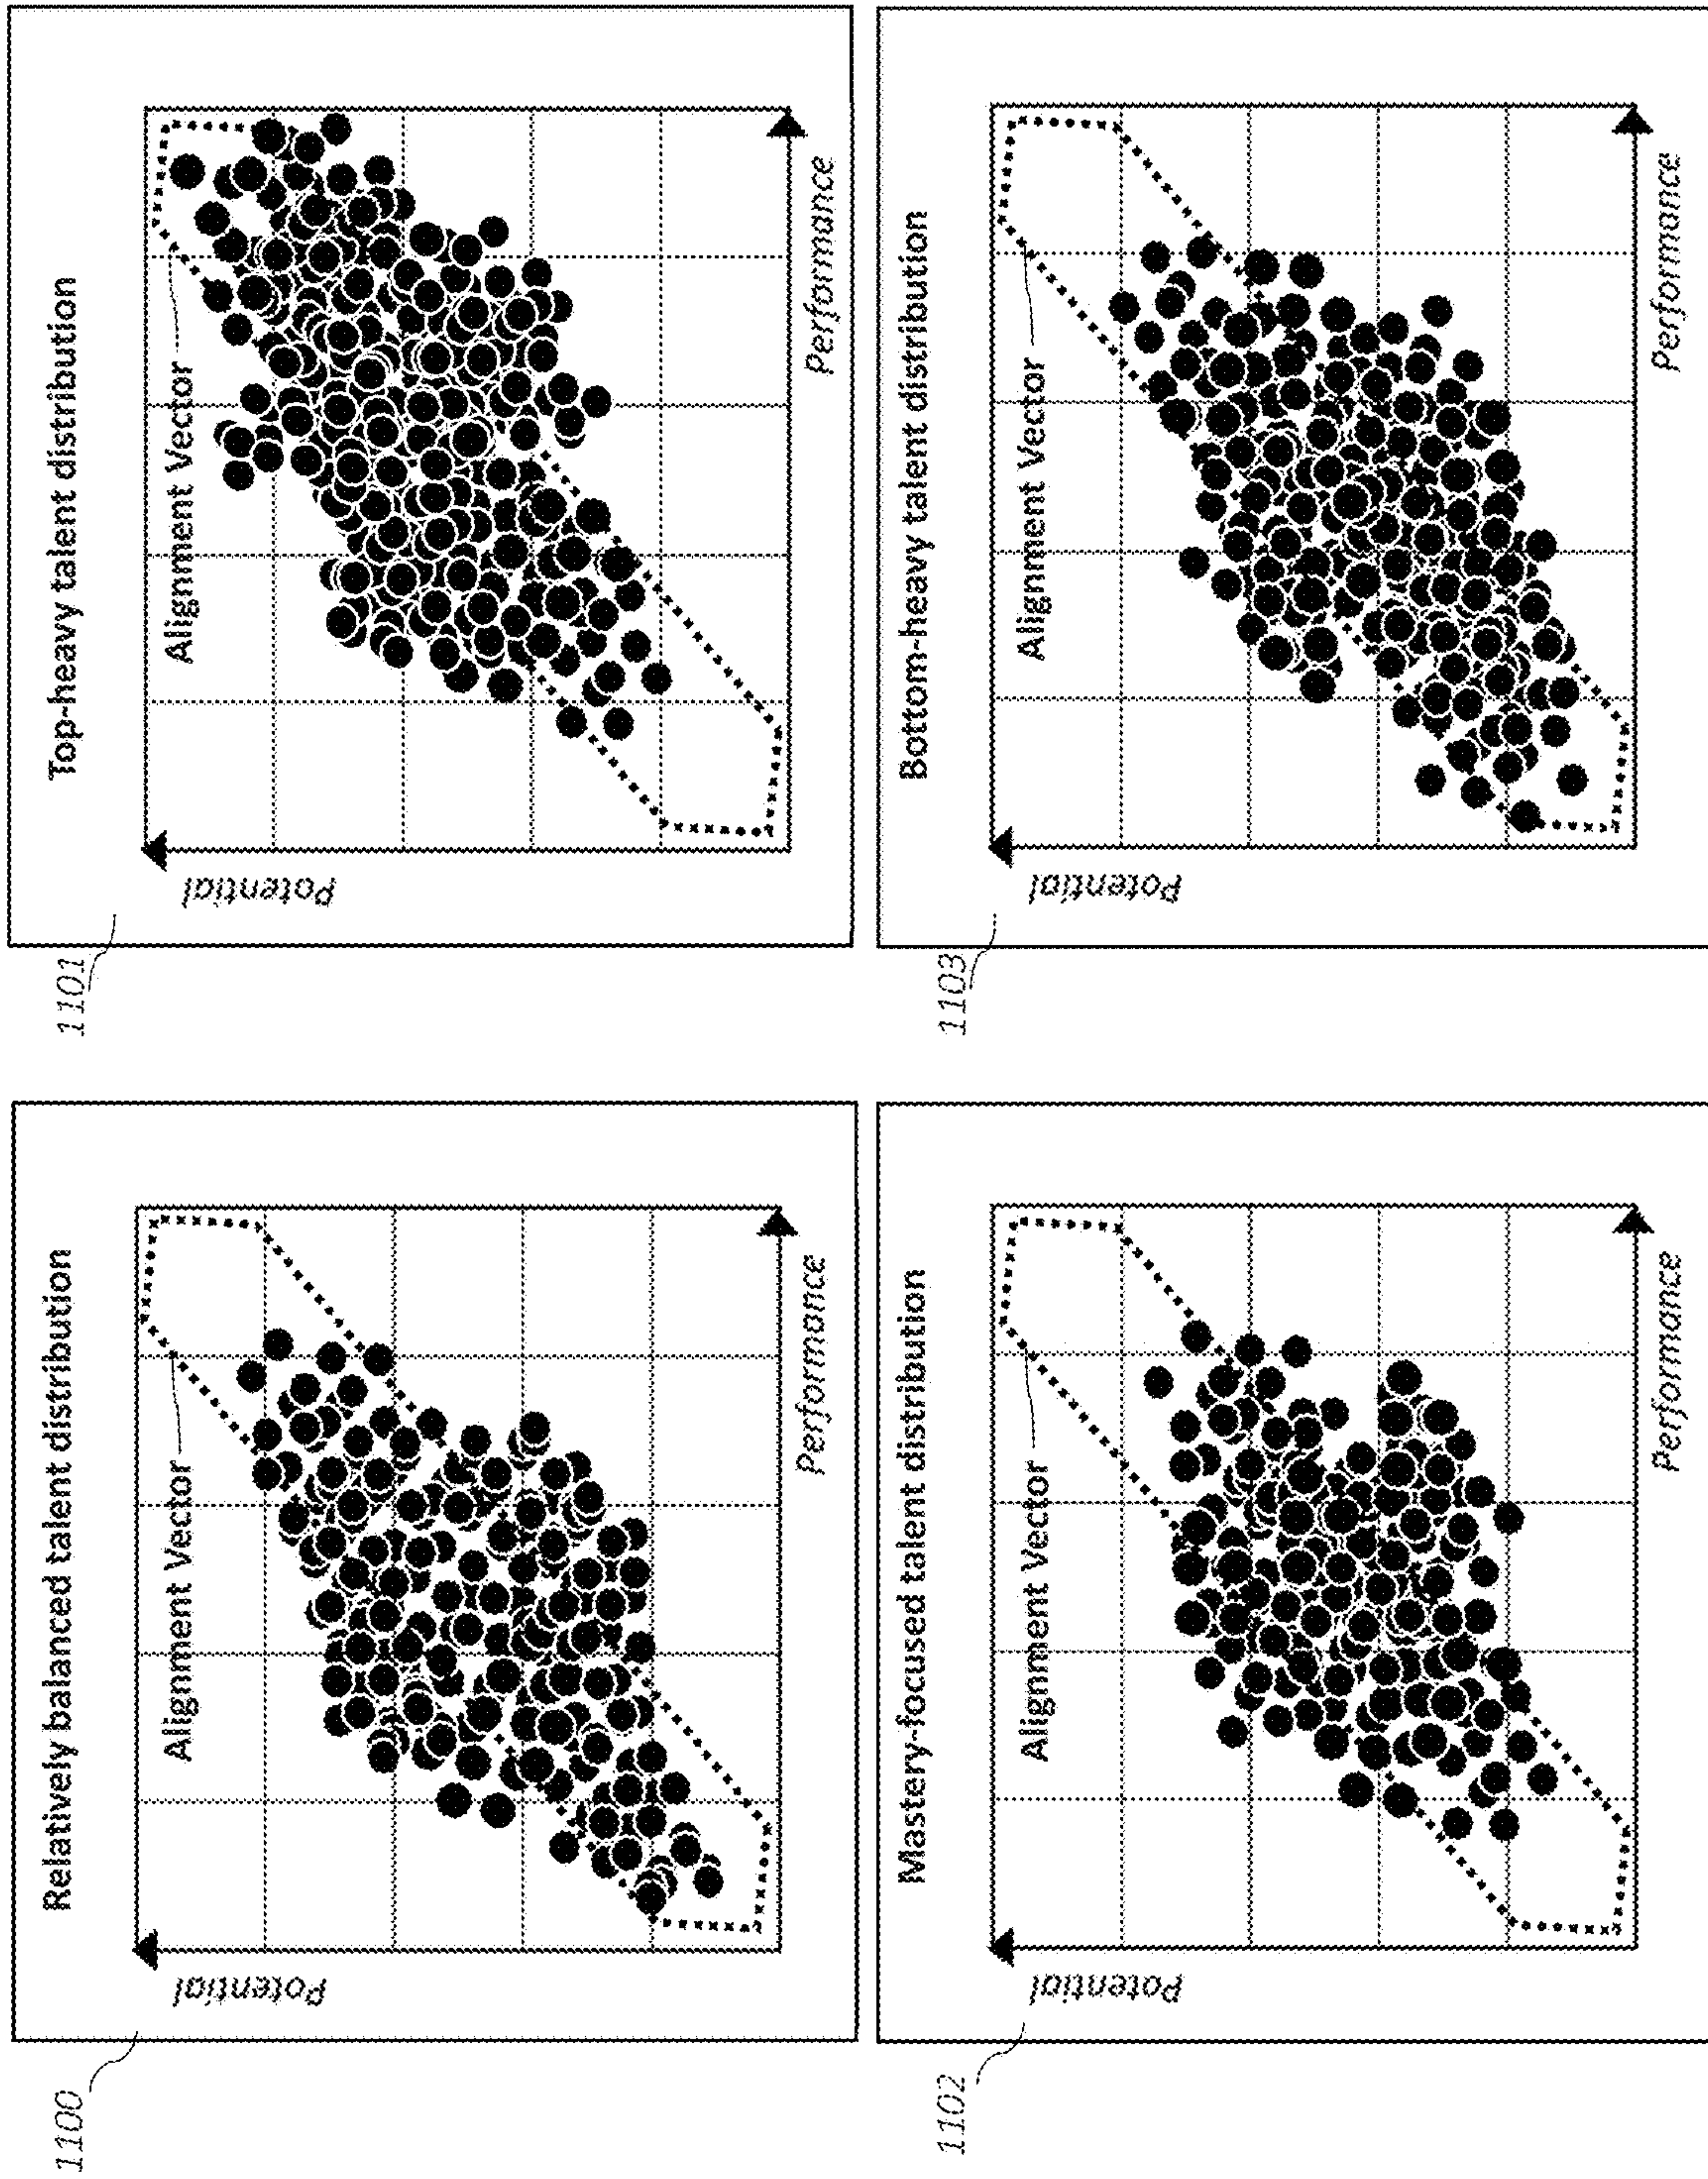 1100
Relatively balanced talent distribution
Alignment Vector
Potential
Performance
1101
Top-heavy talent distribution
Alignment Vector
Potential
Performance
1102
Mastery-focused talent distribution
Alignment Vector
Potential
Performance
1103
Bottom-heavy talent distribution
Alignment Vector
Potential
Performance